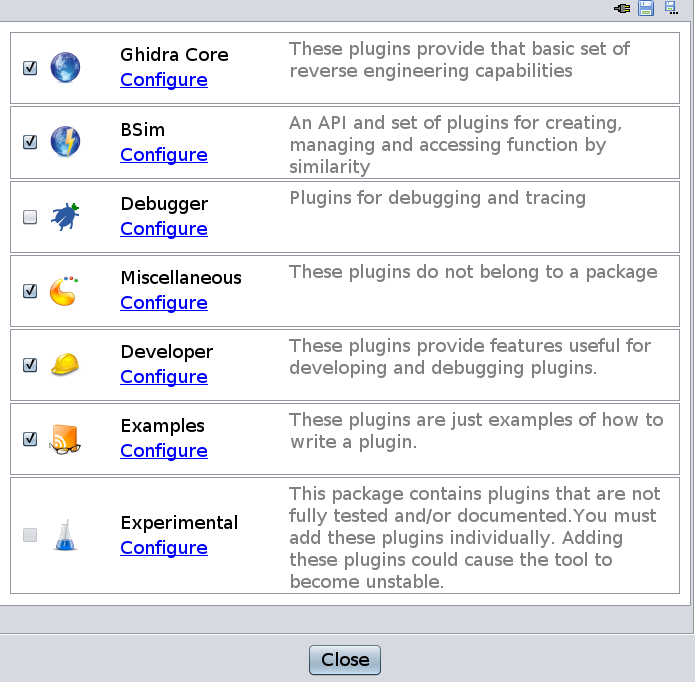 Ghidra Core
Configure
These plugins provide that basic set of
reverse engineering capabilities
BSim
Configure
An API and set of plugins for creating,
managing and accessing function by
similarity
Debugger
Configure
Plugins for debugging and tracing
Miscellaneous
Configure
These plugins do not belong to a package
Developer
Configure
These plugins provide features useful for
developing and debugging plugins.
Examples
Configure
These plugins are just examples of how to
write a plugin.
Experimental
Configure
This package contains plugins that are not
fully tested and/or documented.You must
add these plugins individually. Adding
these plugins could cause the tool to
become unstable.
Close